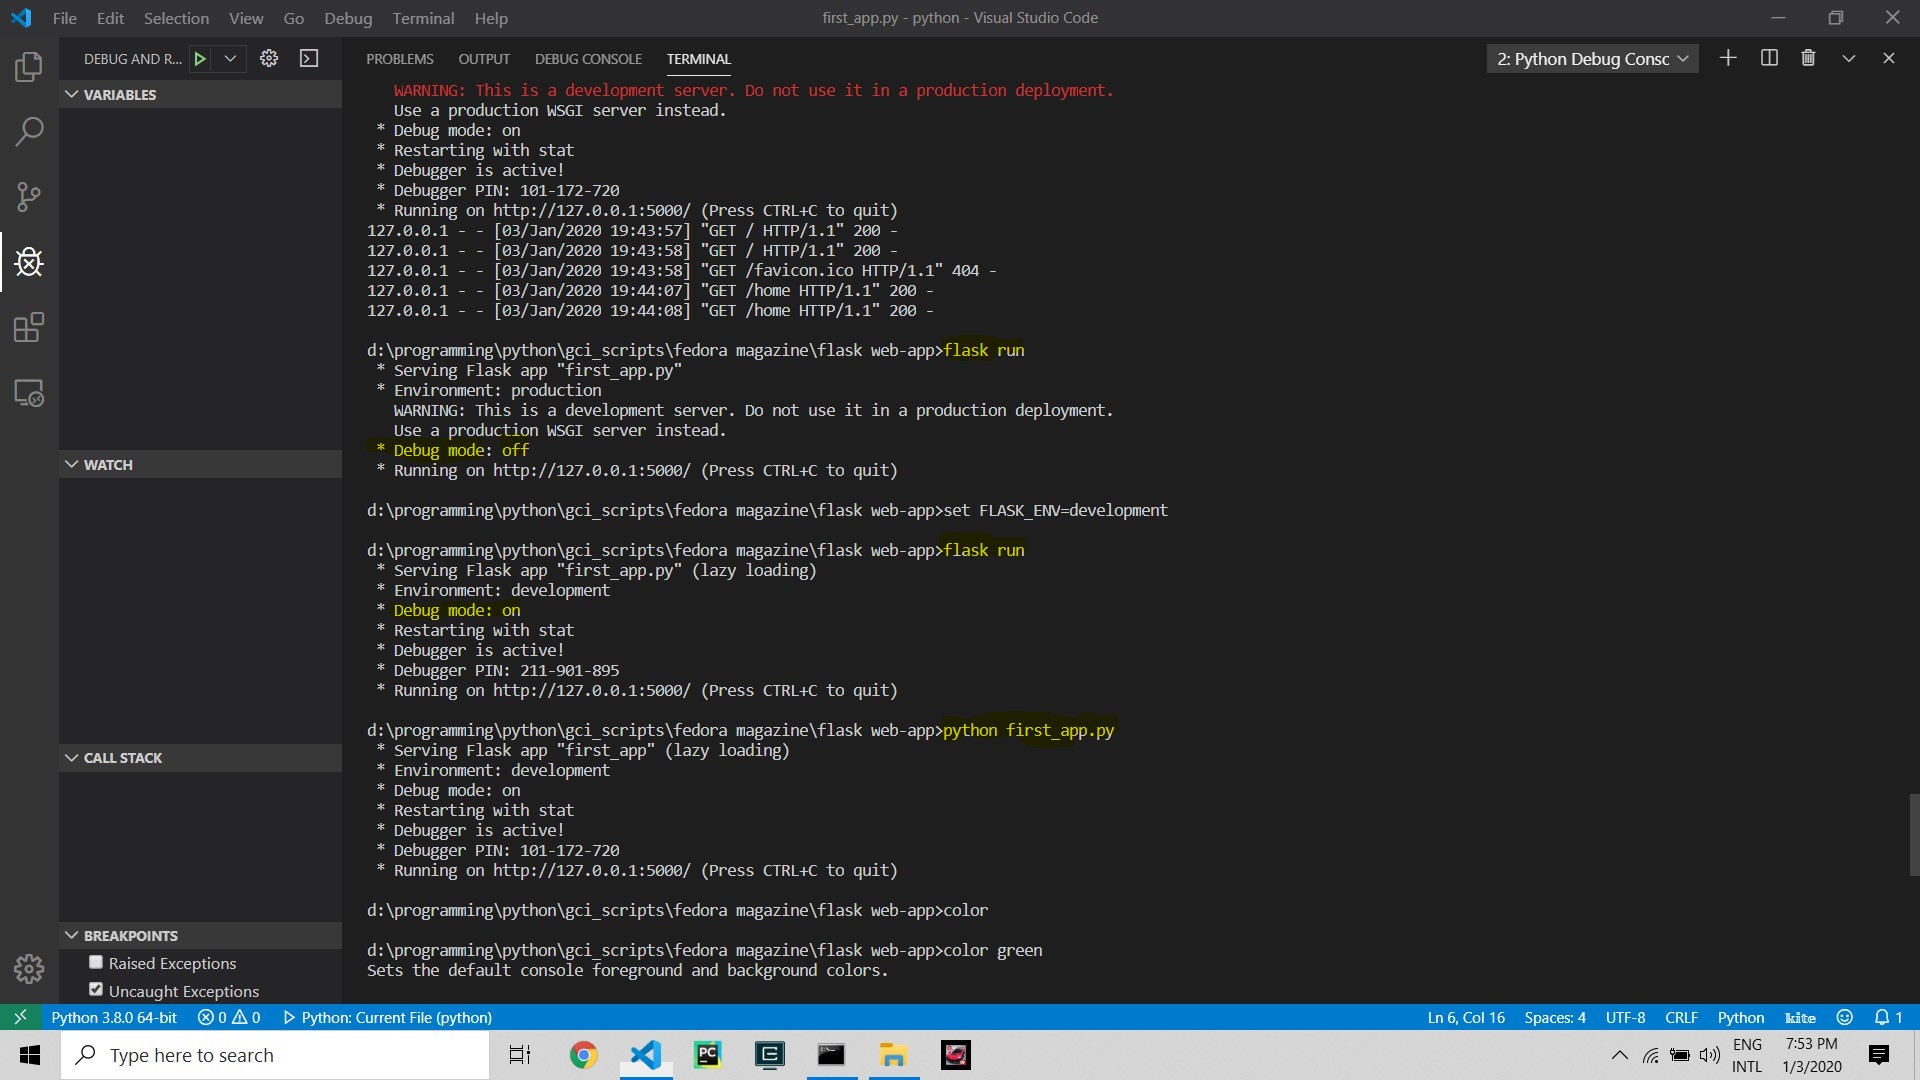 File Edit Selection View Go Debug Terminal Help
first_app.py - python - Visual Studio Code
DEBUG AND R...
PROBLEMS OUTPUT DEBUG CONSOLE TERMINAL
2: Python Debug Consc
VARIABLES
WATCH
CALL STACK
BREAKPOINTS
Raised Exceptions
Uncaught Exceptions
WARNING: This is a development server. Do not use it in a production deployment.
Use a production WSGI server instead.
* Debug mode: on
* Restarting with stat
* Debugger is active!
* Debugger PIN: 101-172-720
* Running on http://127.0.0.1:5000/ (Press CTRL+C to quit)
127.0.0.1 - - [03/Jan/2020 19:43:57] "GET / HTTP/1.1" 200 -
127.0.0.1 - - [03/Jan/2020 19:43:58] "GET / HTTP/1.1" 200 -
127.0.0.1 - - [03/Jan/2020 19:43:58] "GET /favicon.ico HTTP/1.1" 404 -
127.0.0.1 - - [03/Jan/2020 19:44:07] "GET /home HTTP/1.1" 200 -
127.0.0.1 - - [03/Jan/2020 19:44:08] "GET /home HTTP/1.1" 200 -
d:\programming\python\gci_scripts\fedora magazine\flask web-app>flask run
* Serving Flask app "first_app.py"
* Environment: production
WARNING: This is a development server. Do not use it in a production deployment.
Use a production WSGI server instead.
* Debug mode: off
* Running on http://127.0.0.1:5000/ (Press CTRL+C to quit)
d:\programming\python\gci_scripts\fedora magazine\flask web-app>set FLASK_ENV=development
d:\programming\python\gci_scripts\fedora magazine\flask web-app>flask run
* Serving Flask app "first_app.py" (lazy loading)
* Environment: development
* Debug mode: on
* Restarting with stat
* Debugger is active!
* Debugger PIN: 211-901-895
* Running on http://127.0.0.1:5000/ (Press CTRL+C to quit)
d:\programming\python\gci_scripts\fedora magazine\flask web-app>python first_app.py
* Serving Flask app "first_app" (lazy loading)
* Environment: development
* Debug mode: on
* Restarting with stat
* Debugger is active!
* Debugger PIN: 101-172-720
* Running on http://127.0.0.1:5000/ (Press CTRL+C to quit)
d:\programming\python\gci_scripts\fedora magazine\flask web-app>color
d:\programming\python\gci_scripts\fedora magazine\flask web-app>color green
Sets the default console foreground and background colors.
Python 3.8.0 64-bit 0 0 Python: Current File (python)
Ln 6, Col 16 Spaces: 4 UTF-8 CRLF Python kite 1
Type here to search
PC
ENG
INTL
7:53 PM
1/3/2020